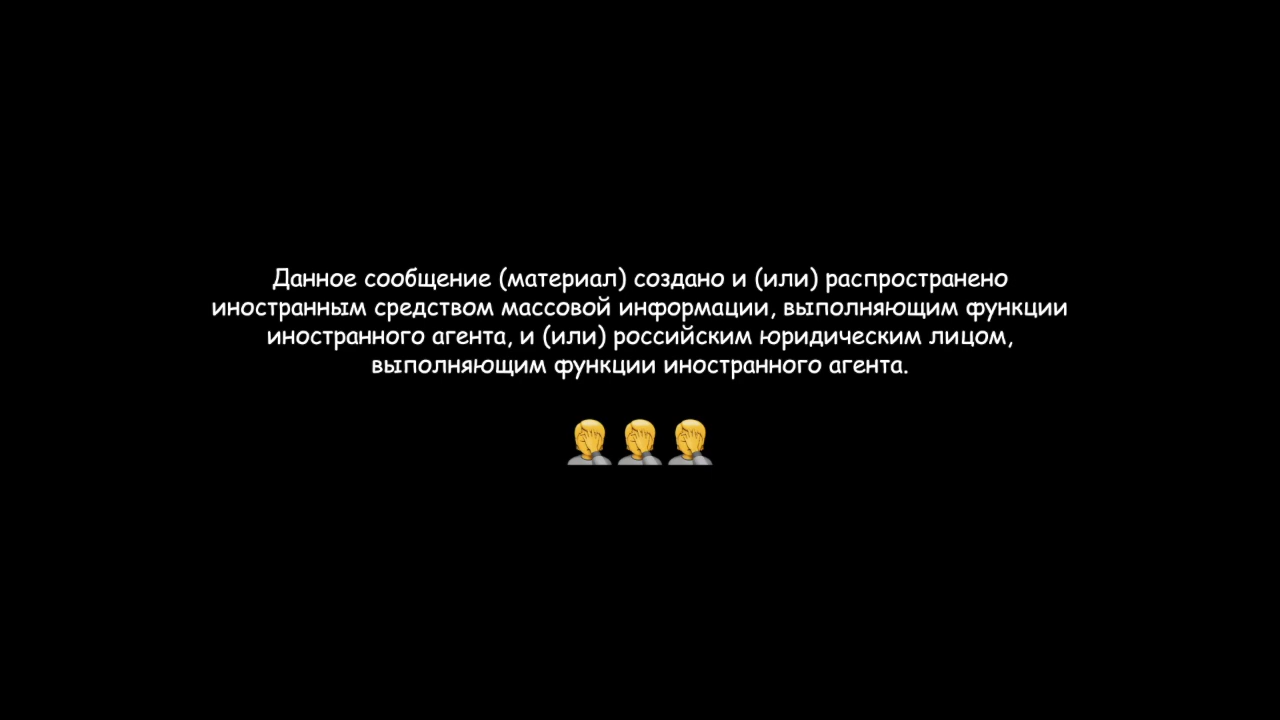 Данное сообщение (материал) создано и (или) распространено
иностранным средством массовой информации, выполняющим функции
иностранного агента, и (или) российским юридическим лицом,
выполняющим функции иностранного агента.
🤦🤦🤦